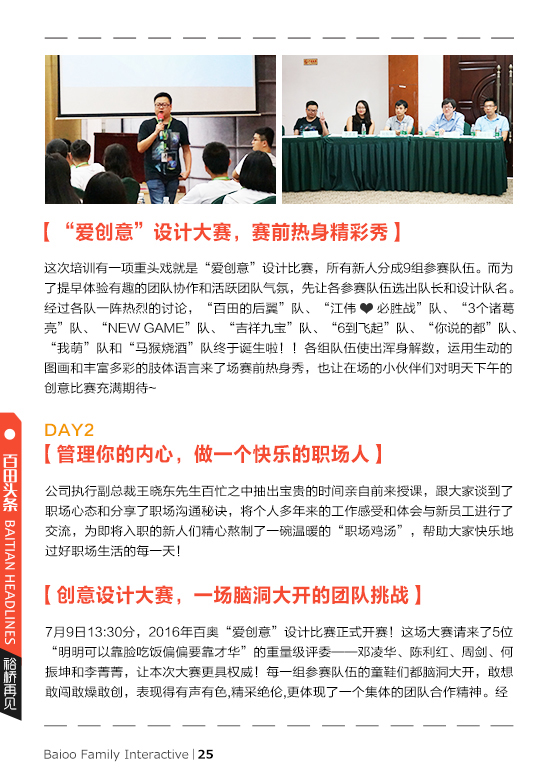 【 “爱创意”设计大赛，赛前热身精彩秀 】
这次培训有一项重头戏就是“爱创意”设计比赛，所有新人分成9组参赛队伍。而为
了提早体验有趣的团队协作和活跃团队气氛，先让各参赛队伍选出队长和设计队名。
经过各队一阵热烈的讨论，“百田的后翼”队、“江伟❤必胜战”队、“3个诸葛
亮”队、“NEW GAME”队、“吉祥九宝”队、“6到飞起”队、“你说的都”队、
“我萌”队和“马猴烧酒”队终于诞生啦！！各组队伍使出浑身解数，运用生动的
图画和丰富多彩的肢体语言来了场赛前热身秀，也让在场的小伙伴们对明天下午的
创意比赛充满期待~
DAY2
【 管理你的内心，做一个快乐的职场人 】
公司执行副总裁王晓东先生百忙之中抽出宝贵的时间亲自前来授课，跟大家谈到了
职场心态和分享了职场沟通秘诀，将个人多年来的工作感受和体会与新员工进行了
交流，为即将入职的新人们精心熬制了一碗温暖的“职场鸡汤”，帮助大家快乐地
过好职场生活的每一天！
【 创意设计大赛，一场脑洞大开的团队挑战 】
7月9日13:30分，2016年百奥“爱创意”设计比赛正式开赛！这场大赛请来了5位
“明明可以靠脸吃饭偏偏要靠才华”的重量级评委——邓凌华、陈利红、周剑、何
振坤和李菁菁，让本次大赛更具权威！每一组参赛队伍的童鞋们都脑洞大开，敢想
敢闯敢燥敢创，表现得有声有色,精采绝伦,更体现了一个集体的团队合作精神。经
百田头条 BAITIAN HEADLINES
裕桥再见
Baioo Family Interactive | 25